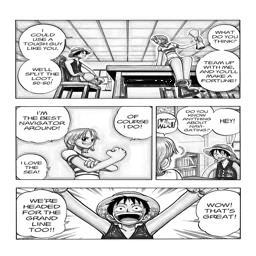 WHAT DO
YOU
THINK?
TEAM UP
WITH ME,
AND YOU'LL
MAKE A
FORTUNE!
I
COULD
USE A
TOUGH GUY
LIKE YOU.
WE'LL
SPLIT
THE LOOT,
50-50!
HEY!
DO YOU
KNOW
ANYTHING
ABOUT
NAVI-
GATING?
OF
COURSE
I DO!
I'M
THE BEST
NAVIGATOR
AROUND!
I LOVE
THE SEA!
WOW!
THAT'S
GREAT!
WE'RE
HEADED
FOR THE
GRAND
LINE
TOO!!